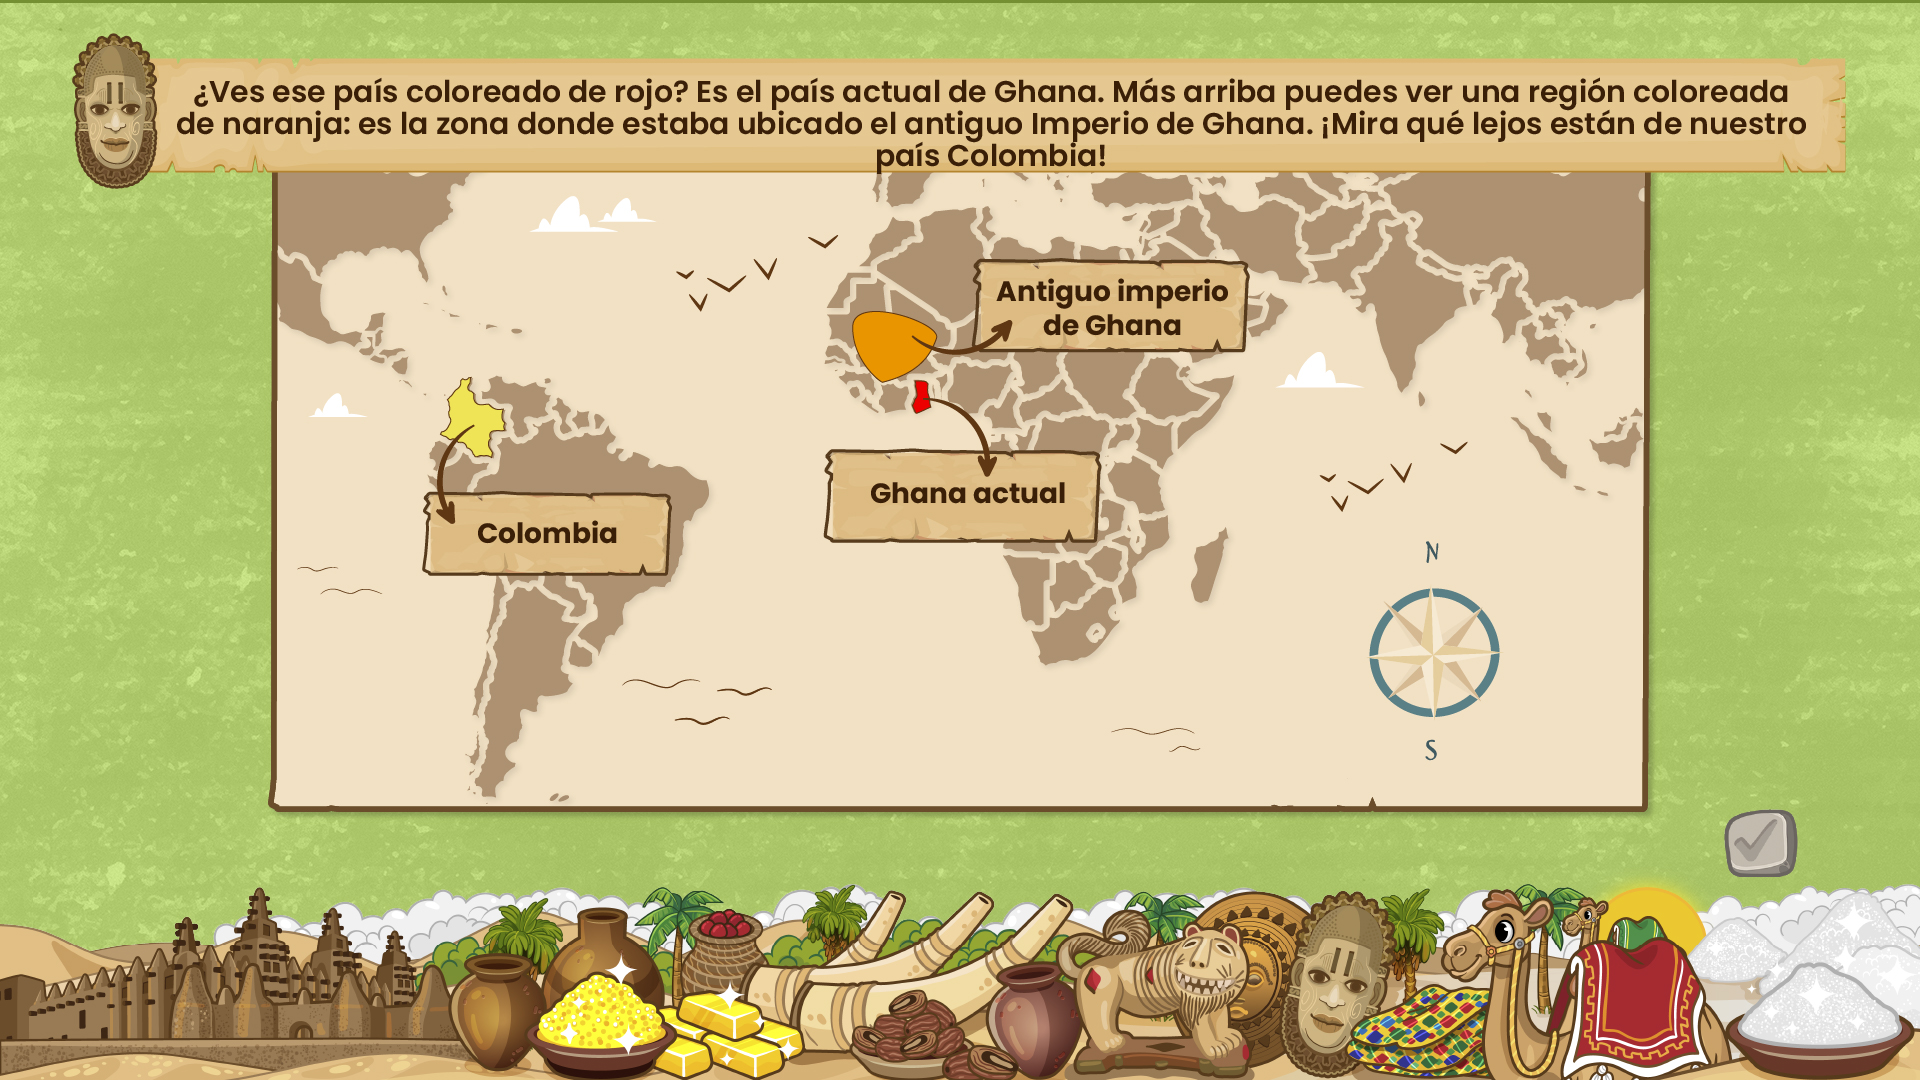 ¿Ves ese país coloreado de rojo? Es el país actual de Ghana. Más arriba puedes ver una región coloreada
de naranja: es la zona donde estaba ubicado el antiguo Imperio de Ghana. ¡Mira qué lejos están de nuestro
país Colombia!
Antiguo imperio
de Ghana
Ghana actual
Colombia
N
S